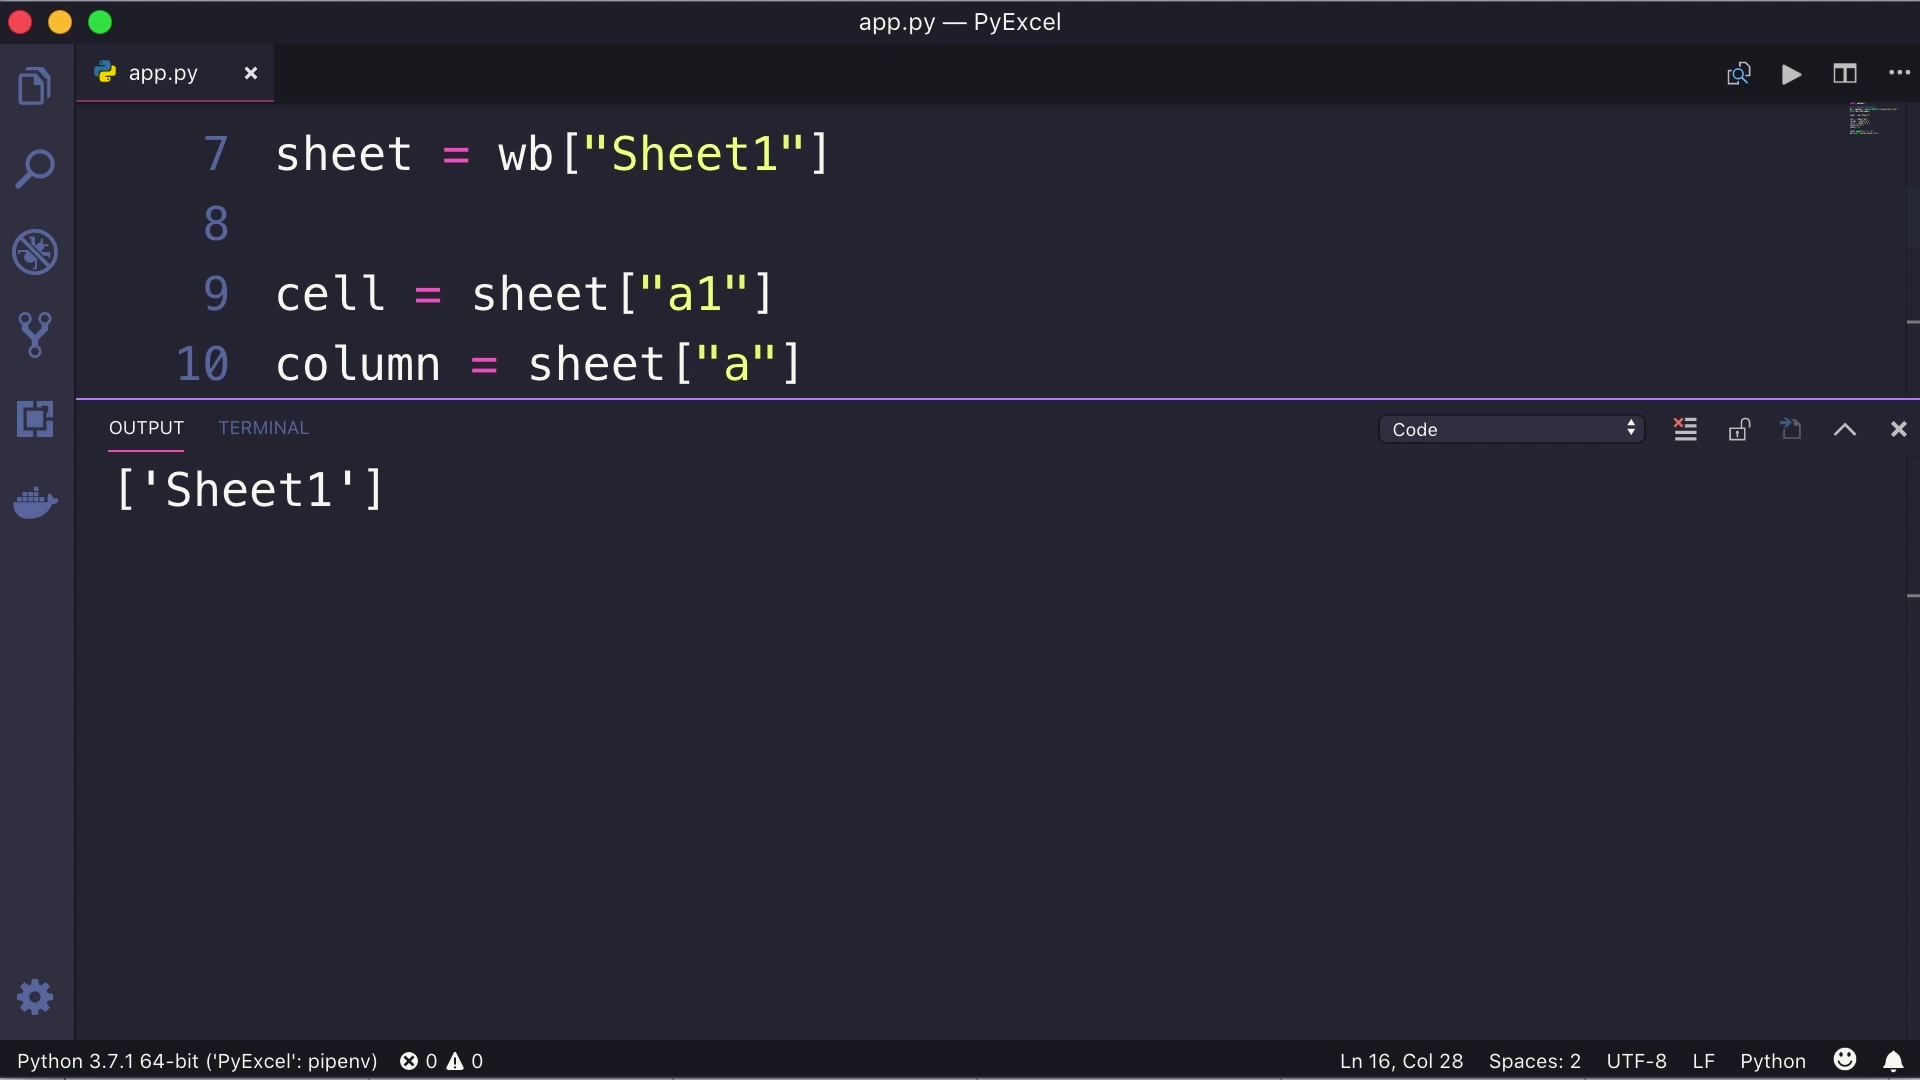 app.py — PyExcel
app.py
7 sheet = wb["Sheet1"]
8
9 cell = sheet["a1"]
10 column = sheet["a"]
OUTPUT TERMINAL Code
['Sheet1']
Python 3.7.1 64-bit ('PyExcel': pipenv) 0 0 Ln 16, Col 28 Spaces: 2 UTF-8 LF Python